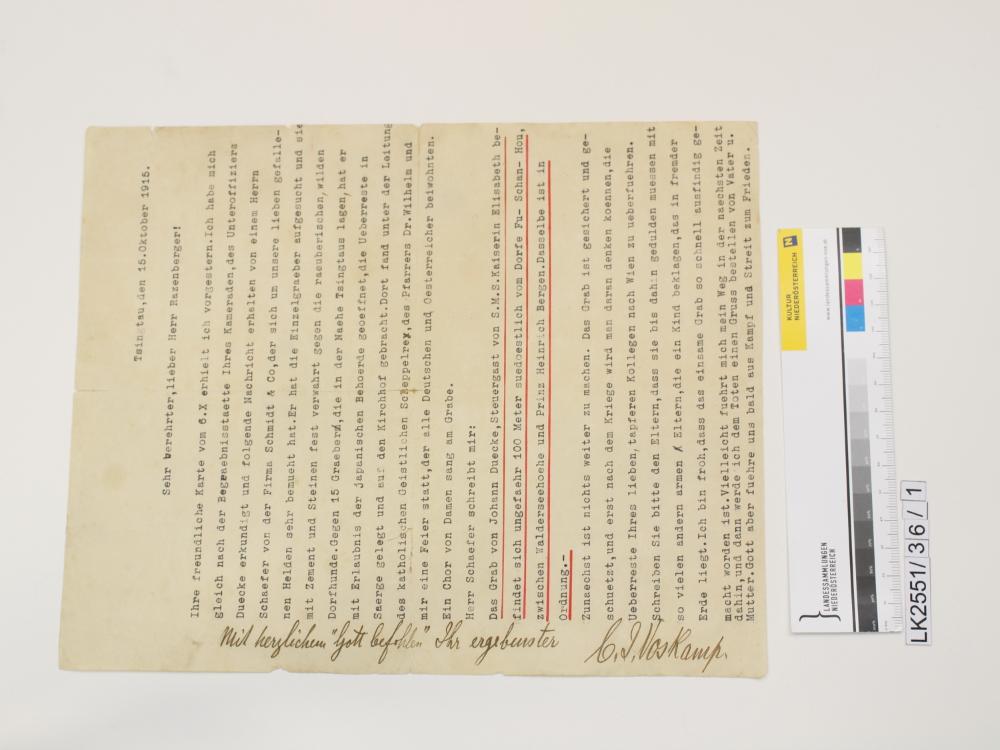 Tsingtau,den 15.Oktober 1915.
Sehr verehrter,lieber Herr Razenberger!
Ihre freundliche Karte vom 6.X erhielt ich vorgestern.Ich habe mich
gleich nach der Begraebnisstaette Ihres Kameraden,des Unteroffiziers
Duecke erkundigt und folgende Nachricht erhalten von einem Herrn
Schaefer von der Firma Schmidt & Co,der sich um unsere lieben gefalle-
nen Helden sehr bemueht hat.Er hat die Einzelgraeber aufgesucht und sie
mit Zement und Steinen fest verwahrt gegen die raeuberischen,wilden
Dorfhunde.Gegen 15 Graeber,die in der Naehe Tsingtaus lagen,hat er
mit Erlaubnis der japanischen Behoerde geoefnet,die Ueberreste in
Saerge gelegt und auf den Kirchhof gebracht.Dort fand unter der Leitung
des katholischen Geistlichen Scheppelrey,des Pfarrers Dr.Wilhelm und
mir eine Feier statt,der alle Deutschen und Oesterreicher beiwohnten.
Ein Chor von Damen sang am Grabe.
Herr Schaefer schreibt mir:
Das Grab von Johann Duecke,Steuergast von S.M.S.Kaiserin Elisabeth be-
findet sich ungefaehr 100 Meter suedoestlich vom Dorfe Fu- Schan- Hou,
zwischen Walderseehoehe und Prinz Heinrich Bergen.Dasselbe ist in
Ordnung.-
Zunaechst ist nichts weiter zu machen. Das Grab ist gesichert und ge-
schuetzt,und erst nach dem Kriege wird man daran denken koennen,die
Ueberreste Ihres lieben,tapferen Kollegen nach Wien zu ueberfuehren.
Schreiben Sie bitte den Eltern,dass sie bis dahin gedulden muessen mit
so vielen andern armen Eltern,die ein Kind beklagen,das in fremder
Erde liegt.Ich bin froh,dass das einsame Grab so schnell ausfindig ge-
macht worden ist.Vielleicht fuehrt mich mein Weg in der naechsten Zeit
dahin,und dann werde ich dem Toten einen Gruss bestellen von Vater u.
Mutter.Gott aber fuehre uns bald aus Kampf und Streit zum Frieden.
Mit herzlichem "Gott befohlen" Ihr ergebenster
C.J.Voskamp.
KULTUR
NIEDERÖSTERREICH N
www.landessammlungen-noe.at
LANDESSAMMLUNGEN
NIEDERÖSTERREICH
LK2551/36/1